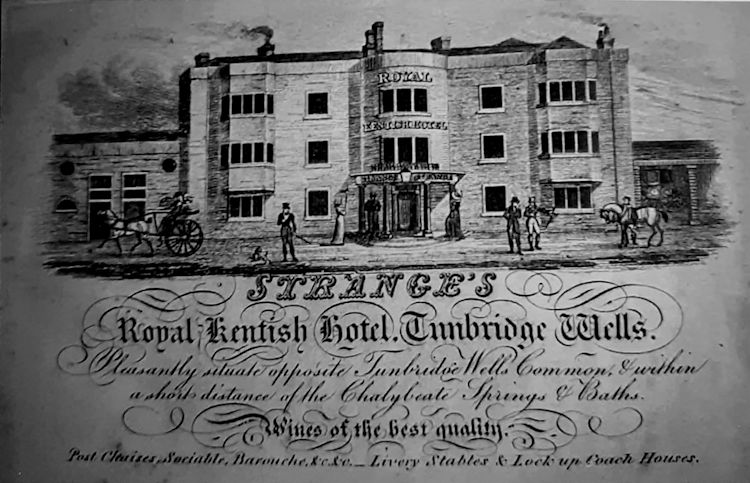 ROYAL
KENTISH HOTEL
STRANGE'S
Royal Kentish Hotel, Tunbridge Wells.
Pleasantly situate opposite Tunbridge Wells Common, & within
a short distance of the Chalybeate Springs & Baths.
Wines of the best quality.
Post Chaises, Sociable, Barouche, &c &c. _ Livery Stables & Lock up Coach Houses.